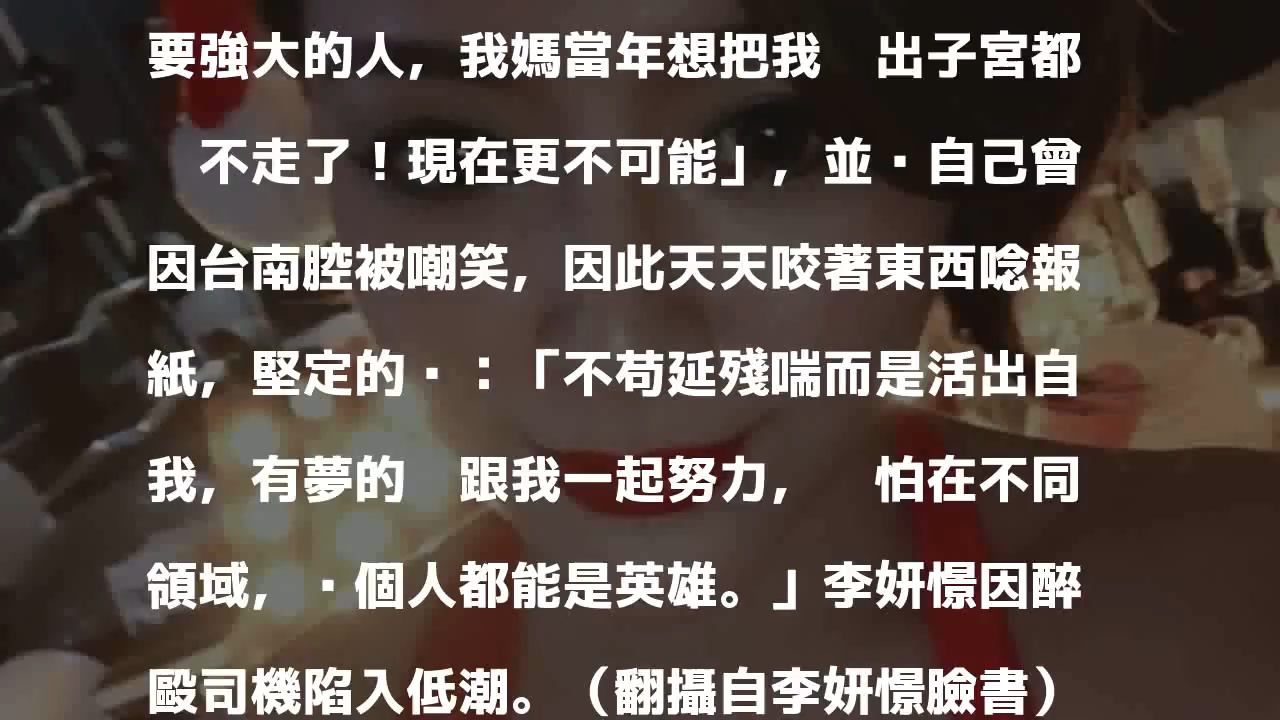 要強大的人，我媽當年想把我　出子宮都
　不走了！現在更不可能」，並▪自己曾
因台南腔被嘲笑，因此天天咬著東西唸報
紙，堅定的▪：「不苟延殘喘而是活出自
我，有夢的　跟我一起努力，　怕在不同
領域，▪個人都能是英雄。」李妍憬因醉
毆司機陷入低潮。（翻攝自李妍憬臉書）